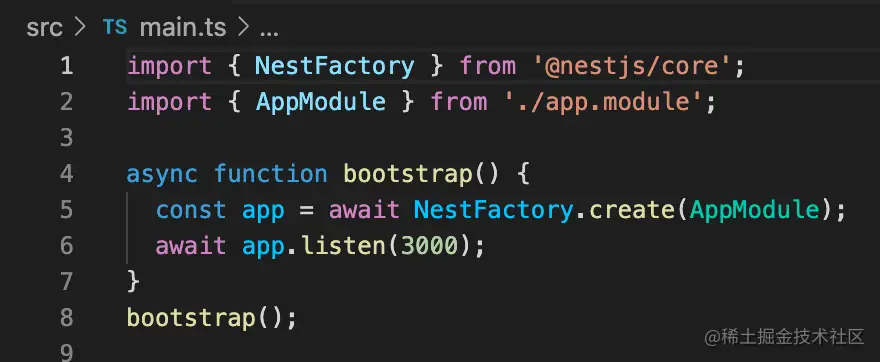 src > TS main.ts > ...
1 import { NestFactory } from '@nestjs/core';
2 import { AppModule } from './app.module';
3
4 async function bootstrap() {
5   const app = await NestFactory.create(AppModule);
6   await app.listen(3000);
7 }
8 bootstrap();
9
@稀土掘金技术社区